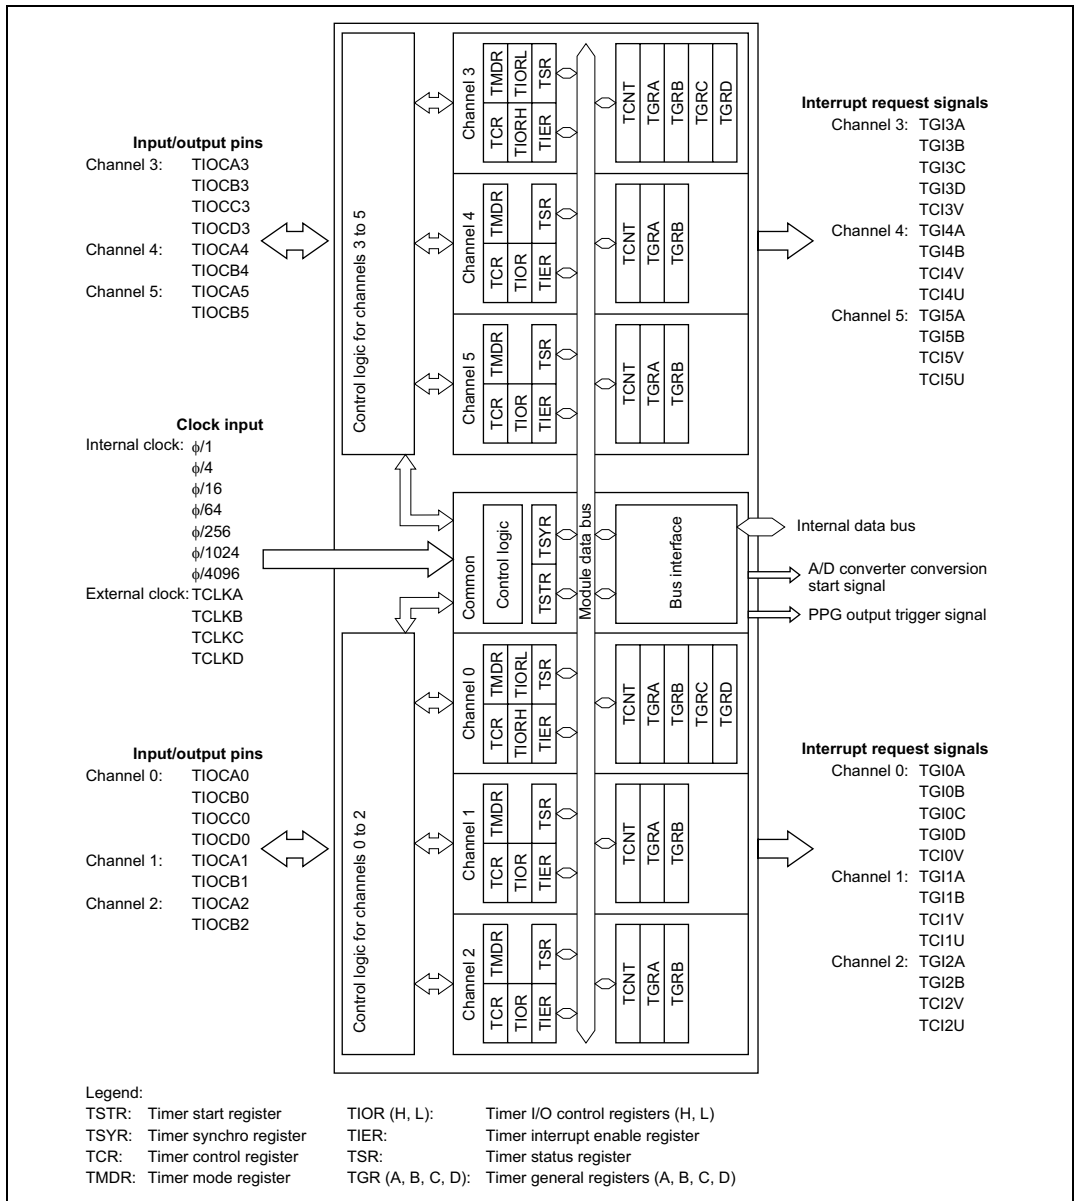 Input/output pins
Channel 3: TIOCA3
TIOCB3
TIOCC3
TIOCD3
Channel 4: TIOCA4
TIOCB4
Channel 5: TIOCA5
TIOCB5
Clock input
Internal clock: ϕ/1
ϕ/4
ϕ/16
ϕ/64
ϕ/256
ϕ/1024
ϕ/4096
External clock: TCLKA
TCLKB
TCLKC
TCLKD
Input/output pins
Channel 0: TIOCA0
TIOCB0
TIOCC0
TIOCD0
Channel 1: TIOCA1
TIOCB1
Channel 2: TIOCA2
TIOCB2
Control logic for channels 3 to 5
Control logic for channels 0 to 2
Channel 3
TCR TMDR
TIORH TIORL
TIER TSR
TCNT
TGRA
TGRB
TGRC
TGRD
Channel 4
TCR TMDR
TIOR
TIER TSR
TCNT
TGRA
TGRB
Channel 5
TCR TMDR
TIOR
TIER TSR
TCNT
TGRA
TGRB
Common
Control logic
TSTR TSYR
Module data bus
Bus interface
Channel 0
TCR TMDR
TIORH TIORL
TIER TSR
TCNT
TGRA
TGRB
TGRC
TGRD
Channel 1
TCR TMDR
TIOR
TIER TSR
TCNT
TGRA
TGRB
Channel 2
TCR TMDR
TIOR
TIER TSR
TCNT
TGRA
TGRB
Interrupt request signals
Channel 3: TGI3A
TGI3B
TGI3C
TGI3D
TCI3V
Channel 4: TGI4A
TGI4B
TCI4V
TCI4U
Channel 5: TGI5A
TGI5B
TCI5V
TCI5U
Internal data bus
A/D converter conversion
start signal
PPG output trigger signal
Interrupt request signals
Channel 0: TGI0A
TGI0B
TGI0C
TGI0D
TCI0V
Channel 1: TGI1A
TGI1B
TCI1V
TCI1U
Channel 2: TGI2A
TGI2B
TCI2V
TCI2U
Legend:
TSTR: Timer start register TIOR (H, L): Timer I/O control registers (H, L)
TSYR: Timer synchro register TIER: Timer interrupt enable register
TCR: Timer control register TSR: Timer status register
TMDR: Timer mode register TGR (A, B, C, D): Timer general registers (A, B, C, D)